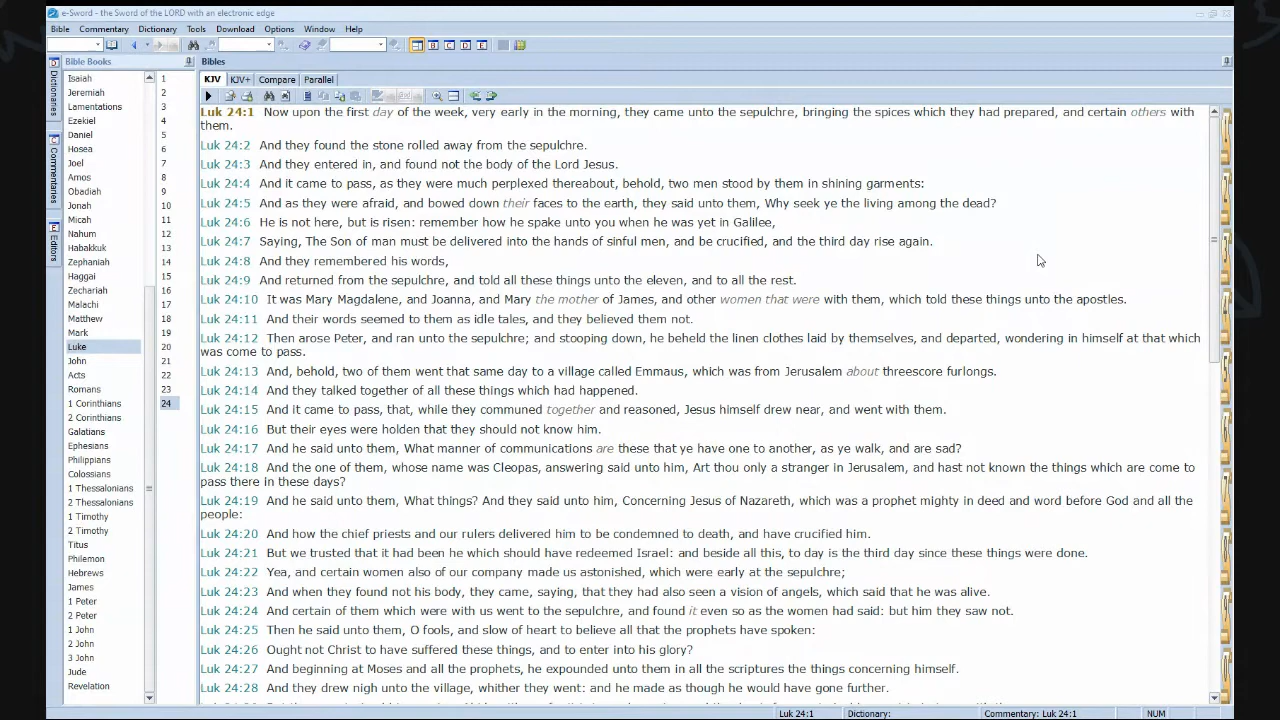 e-Sword - the Sword of the LORD with an electronic edge
Bible Commentary Dictionary Tools Download Options Window Help
Bible Books
Bibles
KJV KJV+ Compare Parallel
Dictionaries
Commentaries
Editors
Isaiah 1
Jeremiah 2
Lamentations 3
Ezekiel 4
Daniel 5
Hosea 6
Joel 7
Amos 8
Obadiah 9
Jonah 10
Micah 11
Nahum 12
Habakkuk 13
Zephaniah 14
Haggai 15
Zechariah 16
Malachi 17
Matthew 18
Mark 19
Luke 20
John 21
Acts 22
Romans 23
1 Corinthians 24
2 Corinthians
Galatians
Ephesians
Philippians
Colossians
1 Thessalonians
2 Thessalonians
1 Timothy
2 Timothy
Titus
Philemon
Hebrews
James
1 Peter
2 Peter
1 John
2 John
3 John
Jude
Revelation
Luk 24:1 Now upon the first day of the week, very early in the morning, they came unto the sepulchre, bringing the spices which they had prepared, and certain others with
them.
Luk 24:2 And they found the stone rolled away from the sepulchre.
Luk 24:3 And they entered in, and found not the body of the Lord Jesus.
Luk 24:4 And it came to pass, as they were much perplexed thereabout, behold, two men stood by them in shining garments:
Luk 24:5 And as they were afraid, and bowed down their faces to the earth, they said unto them, Why seek ye the living among the dead?
Luk 24:6 He is not here, but is risen: remember how he spake unto you when he was yet in Galilee,
Luk 24:7 Saying, The Son of man must be delivered into the hands of sinful men, and be crucified, and the third day rise again.
Luk 24:8 And they remembered his words,
Luk 24:9 And returned from the sepulchre, and told all these things unto the eleven, and to all the rest.
Luk 24:10 It was Mary Magdalene, and Joanna, and Mary the mother of James, and other women that were with them, which told these things unto the apostles.
Luk 24:11 And their words seemed to them as idle tales, and they believed them not.
Luk 24:12 Then arose Peter, and ran unto the sepulchre; and stooping down, he beheld the linen clothes laid by themselves, and departed, wondering in himself at that which
was come to pass.
Luk 24:13 And, behold, two of them went that same day to a village called Emmaus, which was from Jerusalem about threescore furlongs.
Luk 24:14 And they talked together of all these things which had happened.
Luk 24:15 And it came to pass, that, while they communed together and reasoned, Jesus himself drew near, and went with them.
Luk 24:16 But their eyes were holden that they should not know him.
Luk 24:17 And he said unto them, What manner of communications are these that ye have one to another, as ye walk, and are sad?
Luk 24:18 And the one of them, whose name was Cleopas, answering said unto him, Art thou only a stranger in Jerusalem, and hast not known the things which are come to
pass there in these days?
Luk 24:19 And he said unto them, What things? And they said unto him, Concerning Jesus of Nazareth, which was a prophet mighty in deed and word before God and all the
people:
Luk 24:20 And how the chief priests and our rulers delivered him to be condemned to death, and have crucified him.
Luk 24:21 But we trusted that it had been he which should have redeemed Israel: and beside all this, to day is the third day since these things were done.
Luk 24:22 Yea, and certain women also of our company made us astonished, which were early at the sepulchre;
Luk 24:23 And when they found not his body, they came, saying, that they had also seen a vision of angels, which said that he was alive.
Luk 24:24 And certain of them which were with us went to the sepulchre, and found it even so as the women had said: but him they saw not.
Luk 24:25 Then he said unto them, O fools, and slow of heart to believe all that the prophets have spoken:
Luk 24:26 Ought not Christ to have suffered these things, and to enter into his glory?
Luk 24:27 And beginning at Moses and all the prophets, he expounded unto them in all the scriptures the things concerning himself.
Luk 24:28 And they drew nigh unto the village, whither they went: and he made as though he would have gone further.
Luk 24:1 Dictionary: Commentary: Luk 24:1 NUM